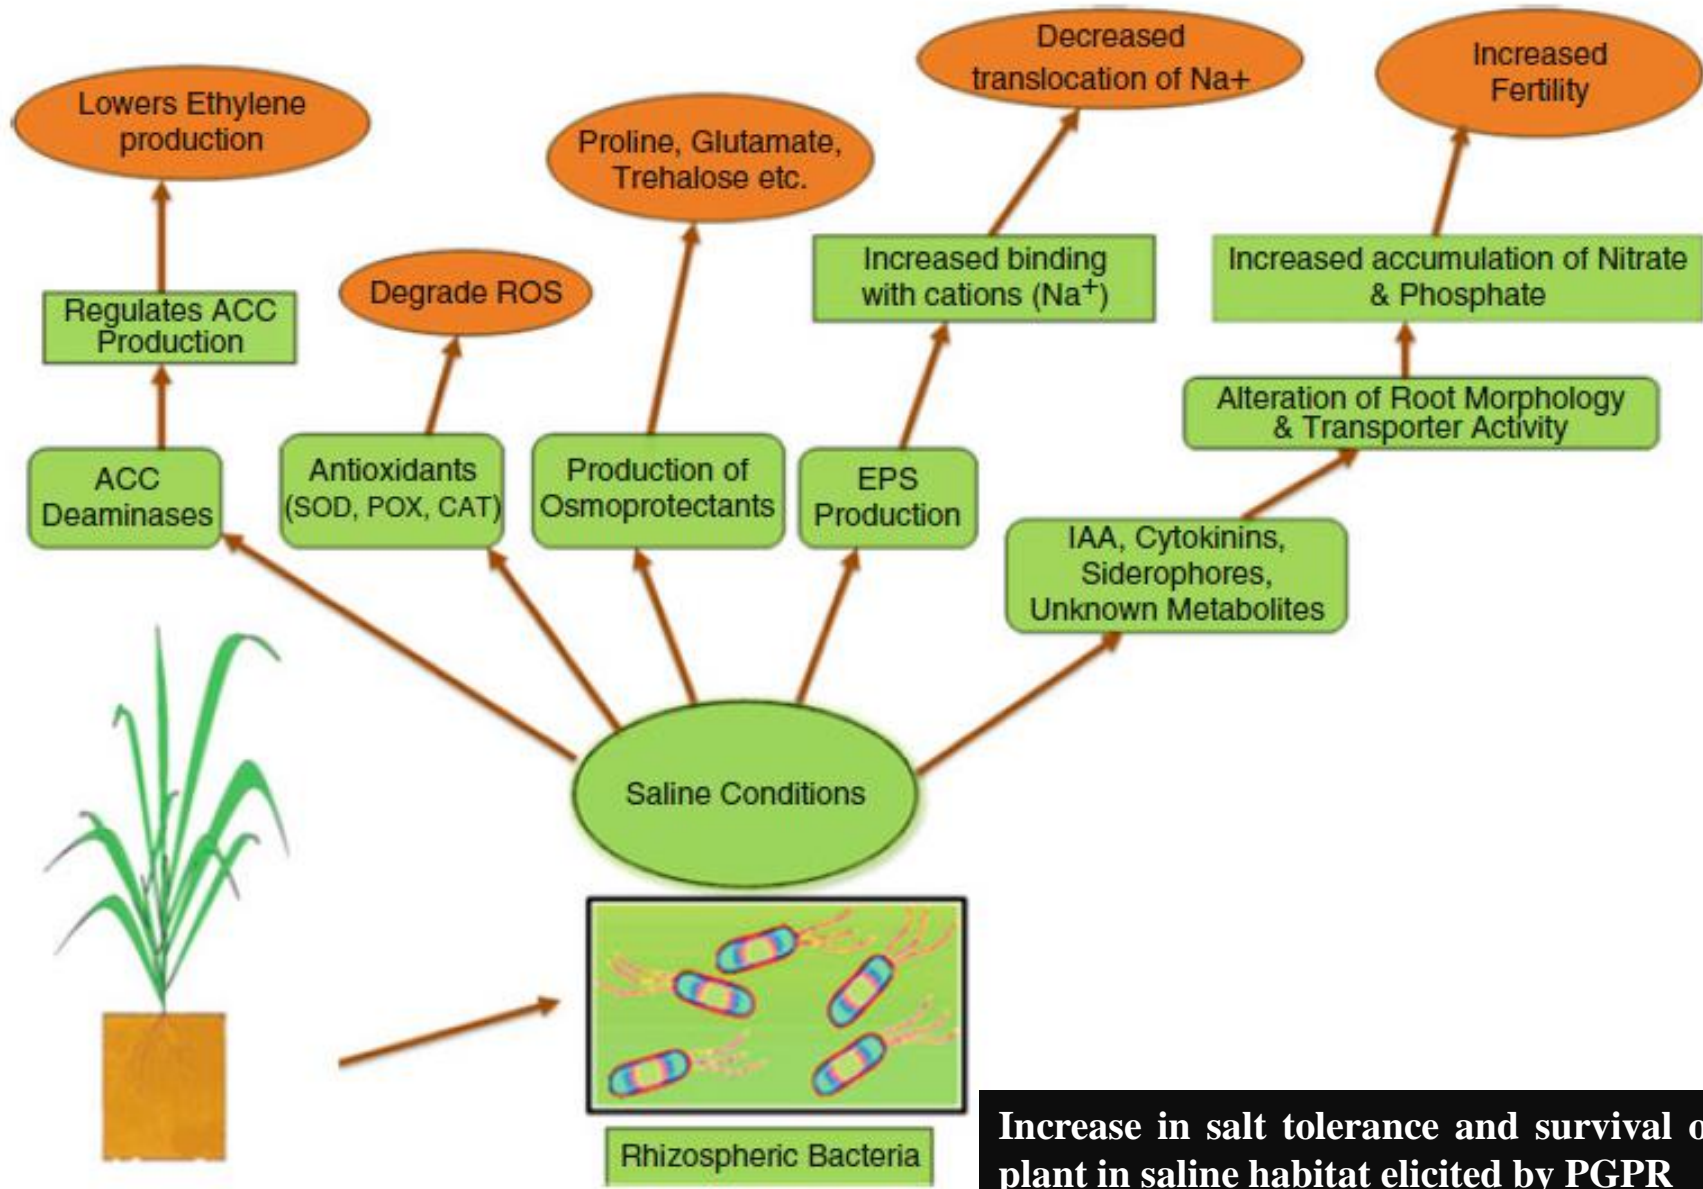 Lowers Ethylene
production
Regulates ACC
Production
ACC
Deaminases
Degrade ROS
Antioxidants
(SOD, POX, CAT)
Proline, Glutamate,
Trehalose etc.
Production of
Osmoprotectants
Decreased
translocation of Na+
Increased binding
with cations (Na⁺)
EPS
Production
Increased
Fertility
Increased accumulation of Nitrate
& Phosphate
Alteration of Root Morphology
& Transporter Activity
IAA, Cytokinins,
Siderophores,
Unknown Metabolites
Saline Conditions
Rhizospheric Bacteria
Increase in salt tolerance and survival
plant in saline habitat elicited by PGPR